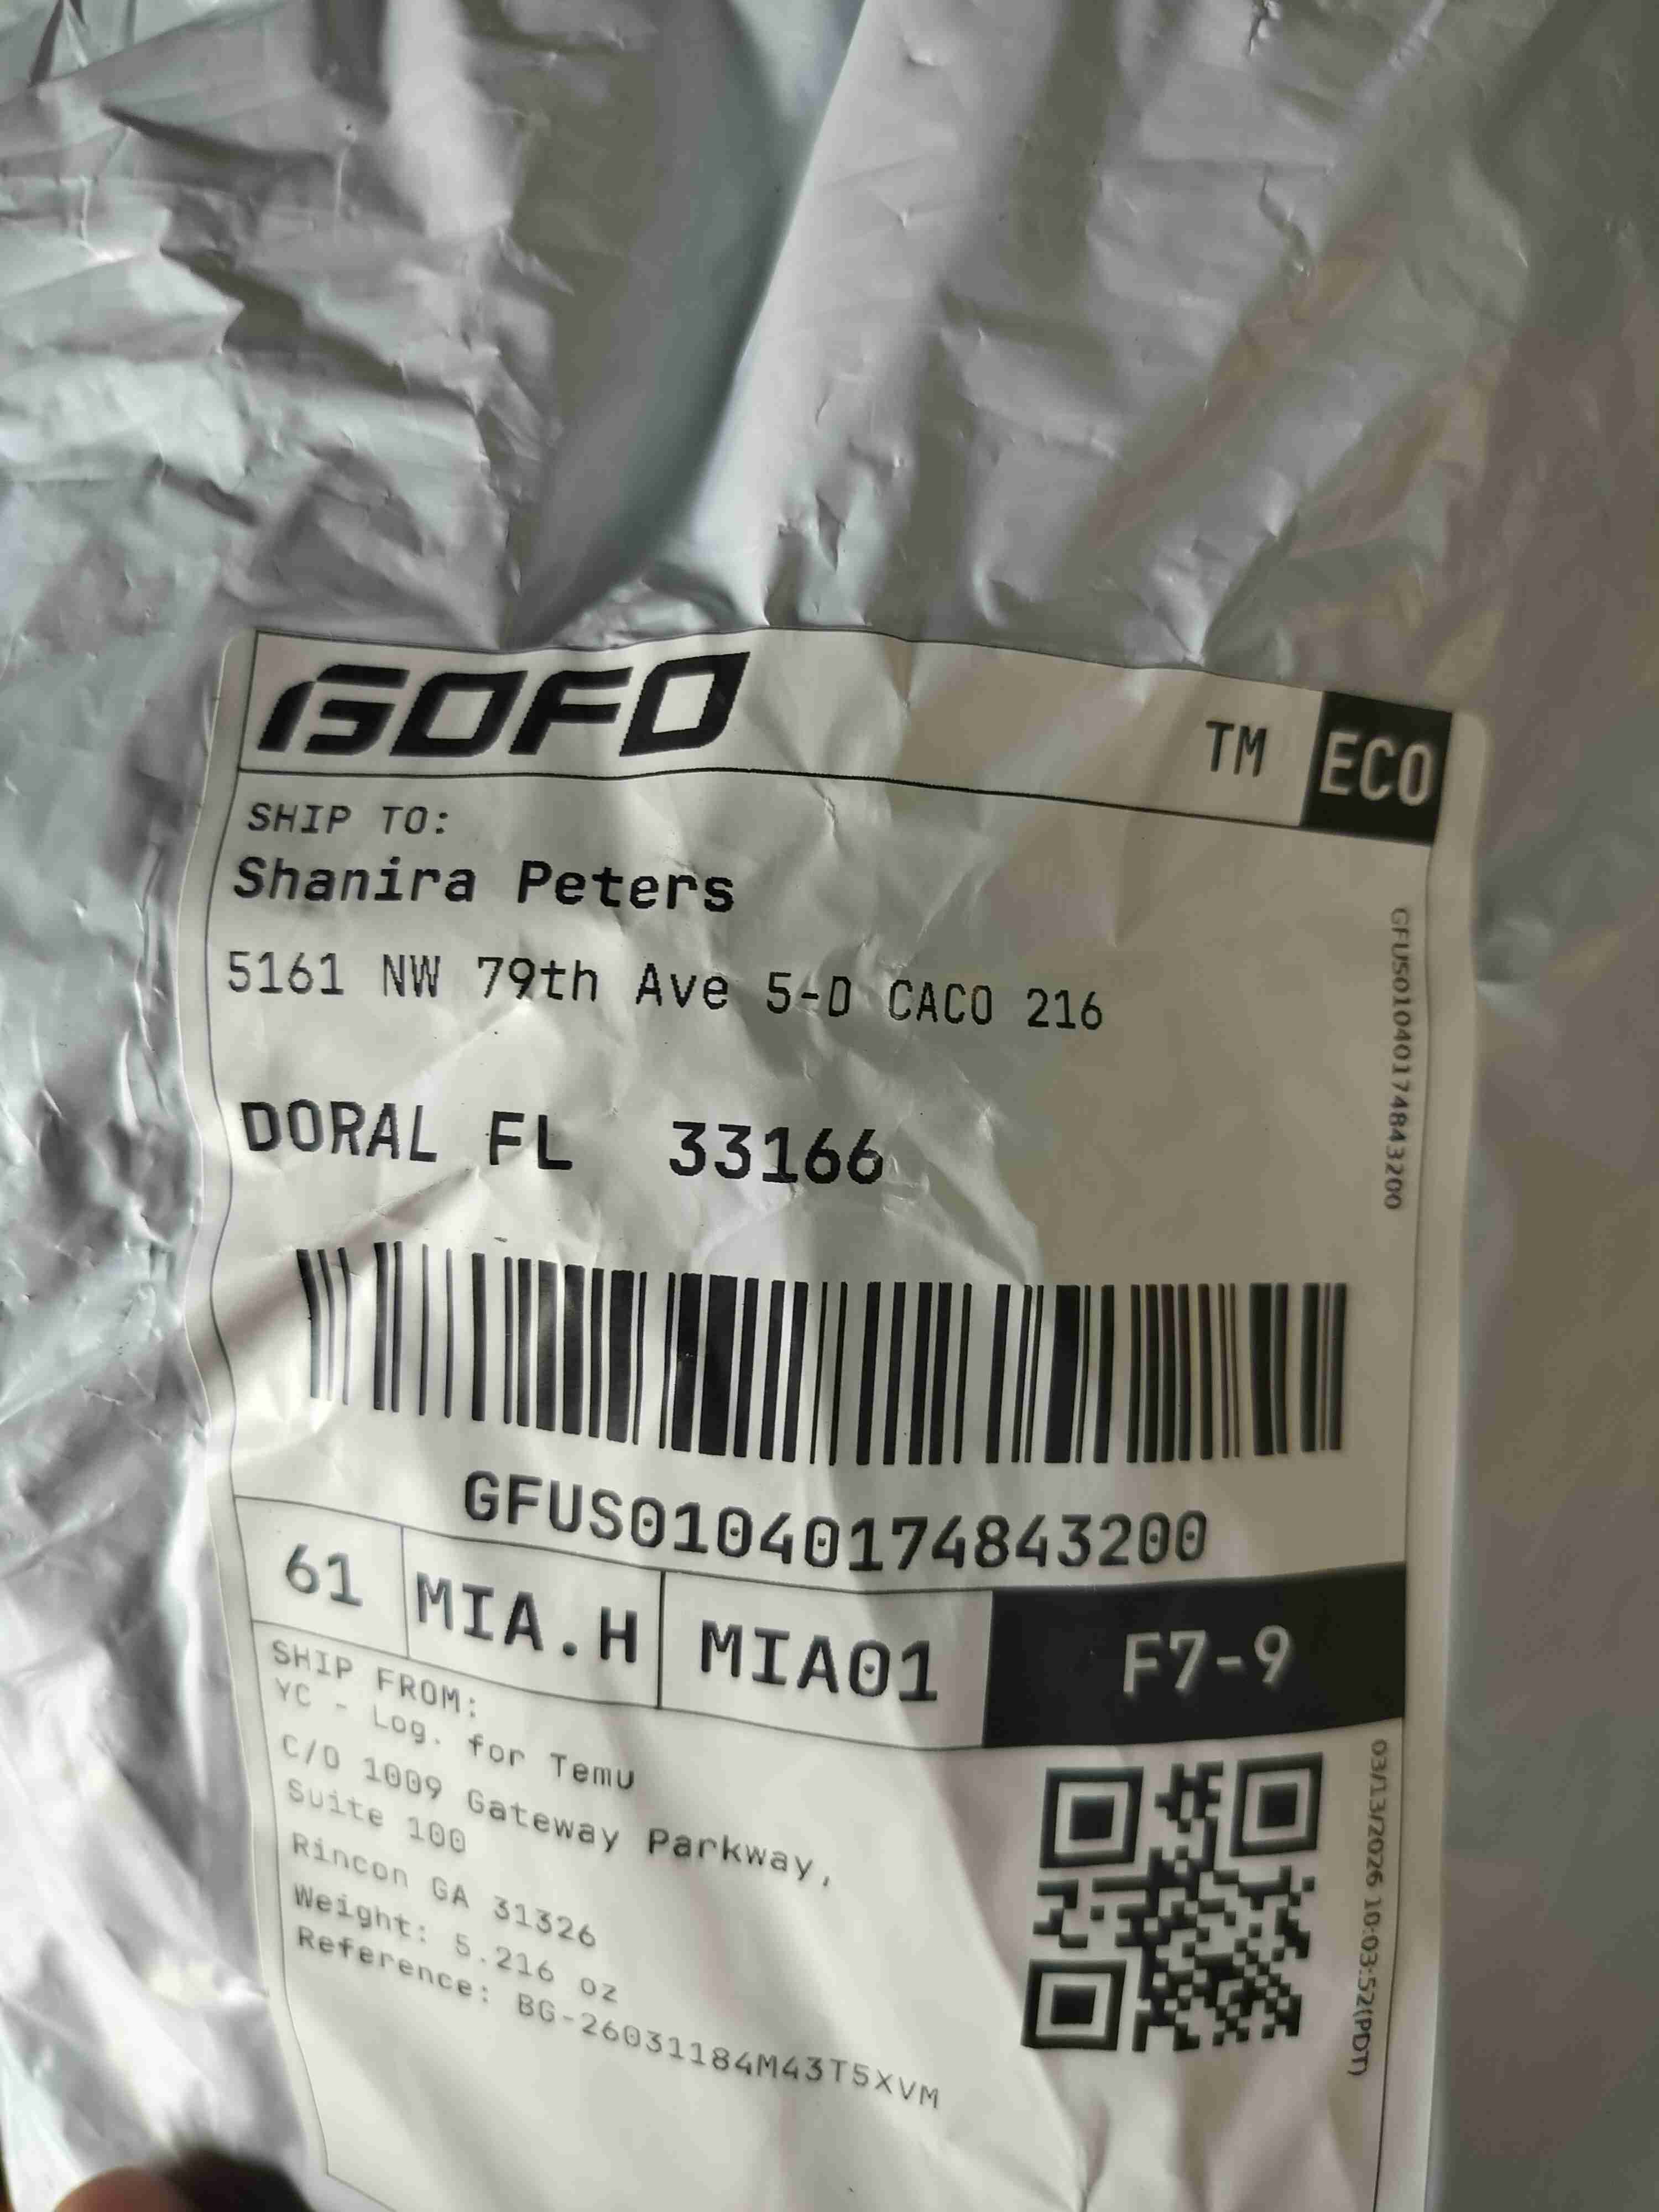 GOFO
TM ECO
SHIP TO:
Shanira Peters
5161 NW 79th Ave 5-D CACO 216
DORAL FL 33166
GFUS01040174843200
GFUS01040174843200
61 MIA.H MIA01 F7-9
SHIP FROM:
YC - Log. for Temu
C/O 1009 Gateway Parkway,
Suite 100
Rincon GA 31326
Weight: 5.216 oz
Reference: BG-26031184M43T5XVM
03/13/2026 10:03:52(PDT)